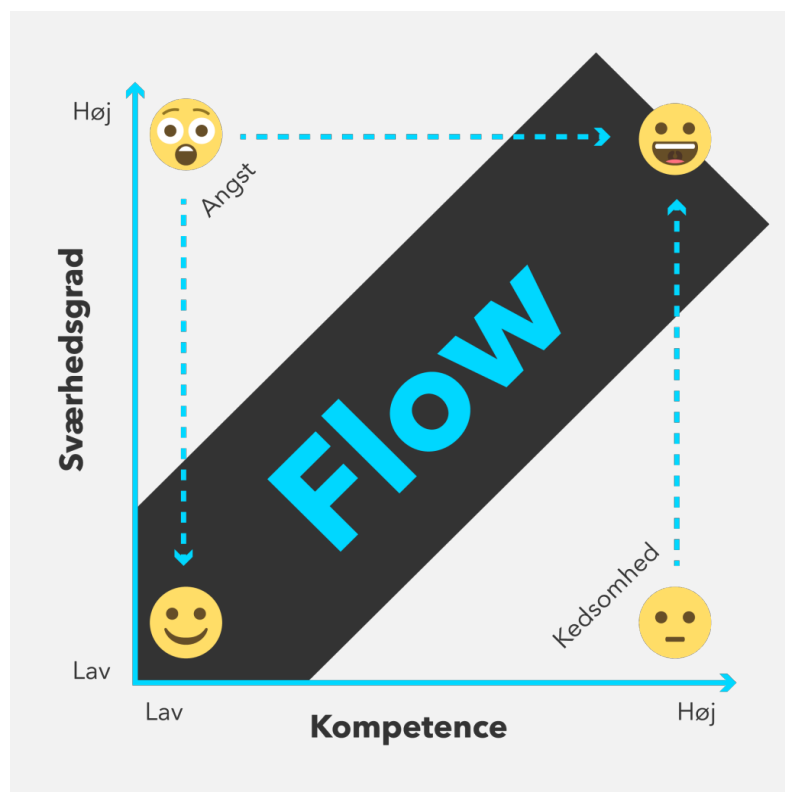 Høj
Angst
Sværhedsgrad
Flow
Kedsomhed
Lav
Lav
Høj
Kompetence